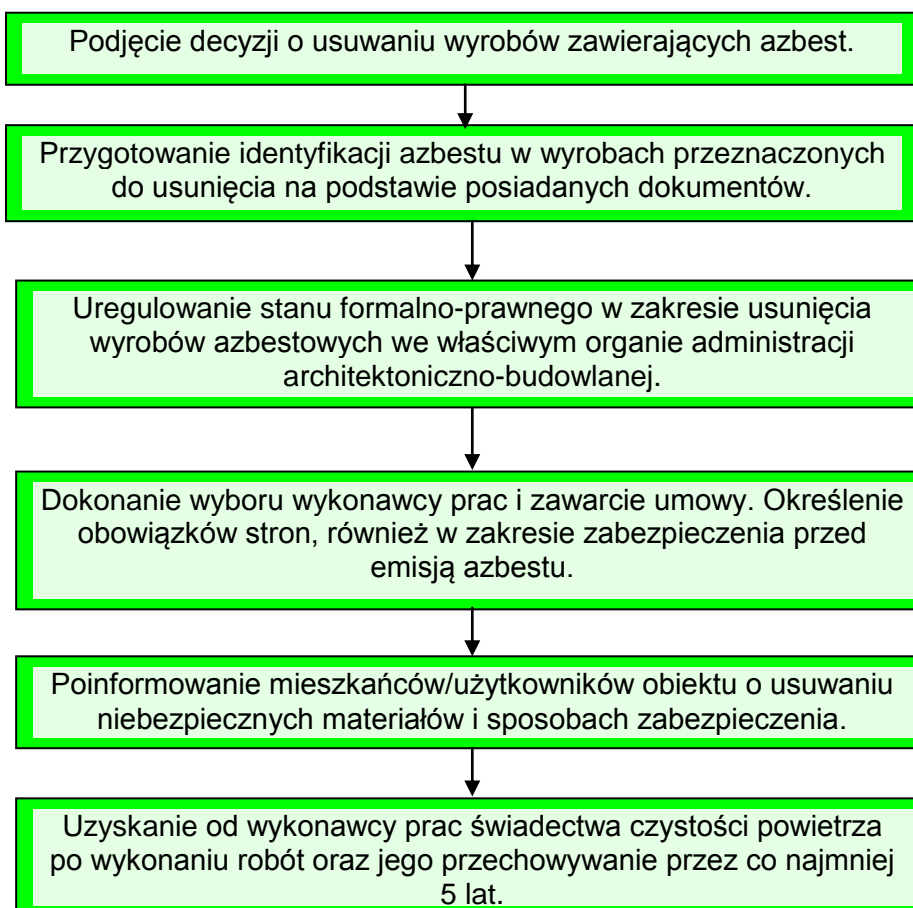 Podjęcie decyzji o usuwaniu wyrobów zawierających azbest.
Przygotowanie identyfikacji azbestu w wyrobach przeznaczonych
do usunięcia na podstawie posiadanych dokumentów.
Uregulowanie stanu formalno-prawnego w zakresie usunięcia
wyrobów azbestowych we właściwym organie administracji
architektoniczno-budowlanej.
Dokonanie wyboru wykonawcy prac i zawarcie umowy. Określenie
obowiązków stron, również w zakresie zabezpieczenia przed
emisją azbestu.
Poinformowanie mieszkańców/użytkowników obiektu o usuwaniu
niebezpiecznych materiałów i sposobach zabezpieczenia.
Uzyskanie od wykonawcy prac świadectwa czystości powietrza
po wykonaniu robót oraz jego przechowywanie przez co najmniej
5 lat.